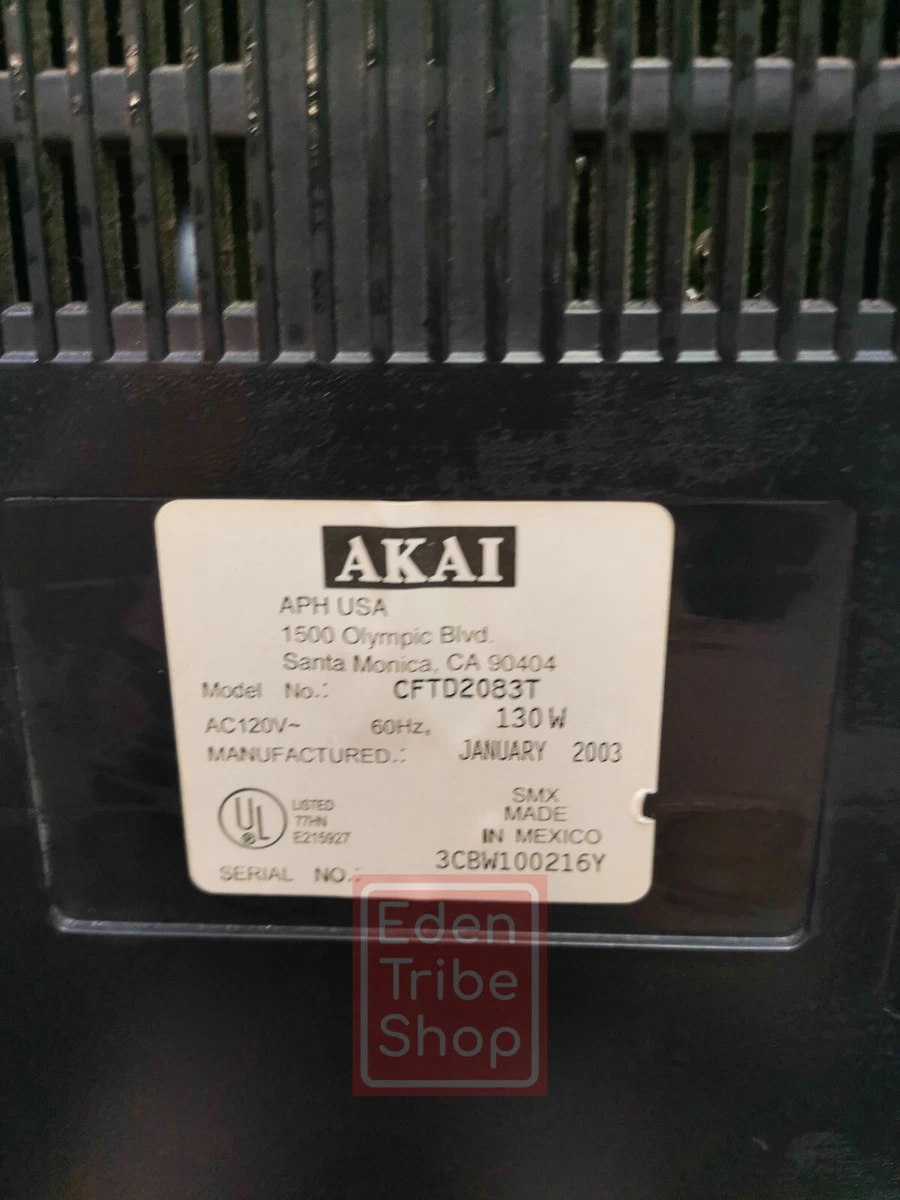 AKAI
APH USA
1500 Olympic Blvd.
Santa Monica, CA 90404
Model No.: CFTD2083T
AC120V~ 60Hz, 130W
MANUFACTURED.: JANUARY 2003
UL
LISTED
77HN
E215927
SMX
MADE
IN MEXICO
SERIAL NO.: 3CBW100216Y
Eden
Tribe
Shop